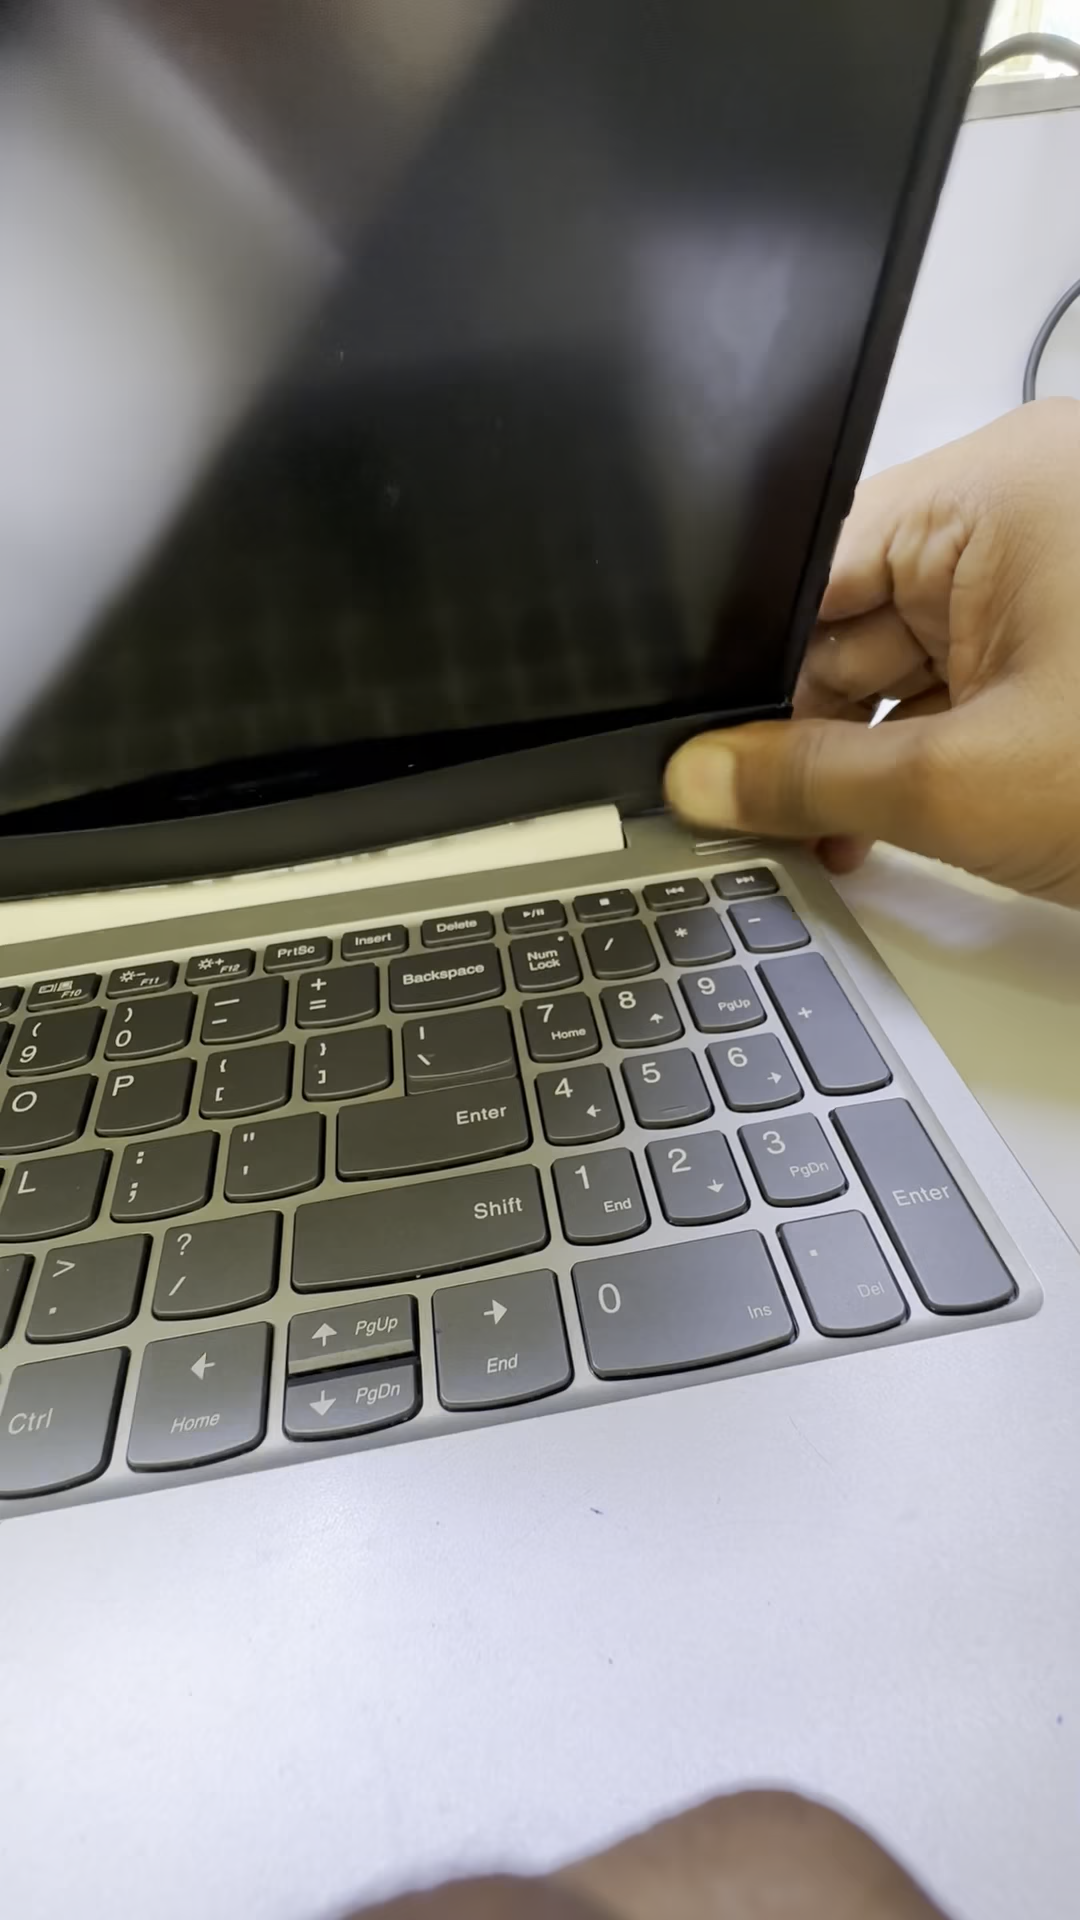 F10 F11 F12 PrtSc Insert Delete
( 9 ) 0 — - + = Backspace Num Lock / * -
O P { [ } ] | \ 7 Home 8 9 PgUp +
L : ; " ' Enter 4 5 6
> . ? / Shift 1 End 2 3 PgDn Enter
Ctrl Home PgUp PgDn End 0 Ins . Del